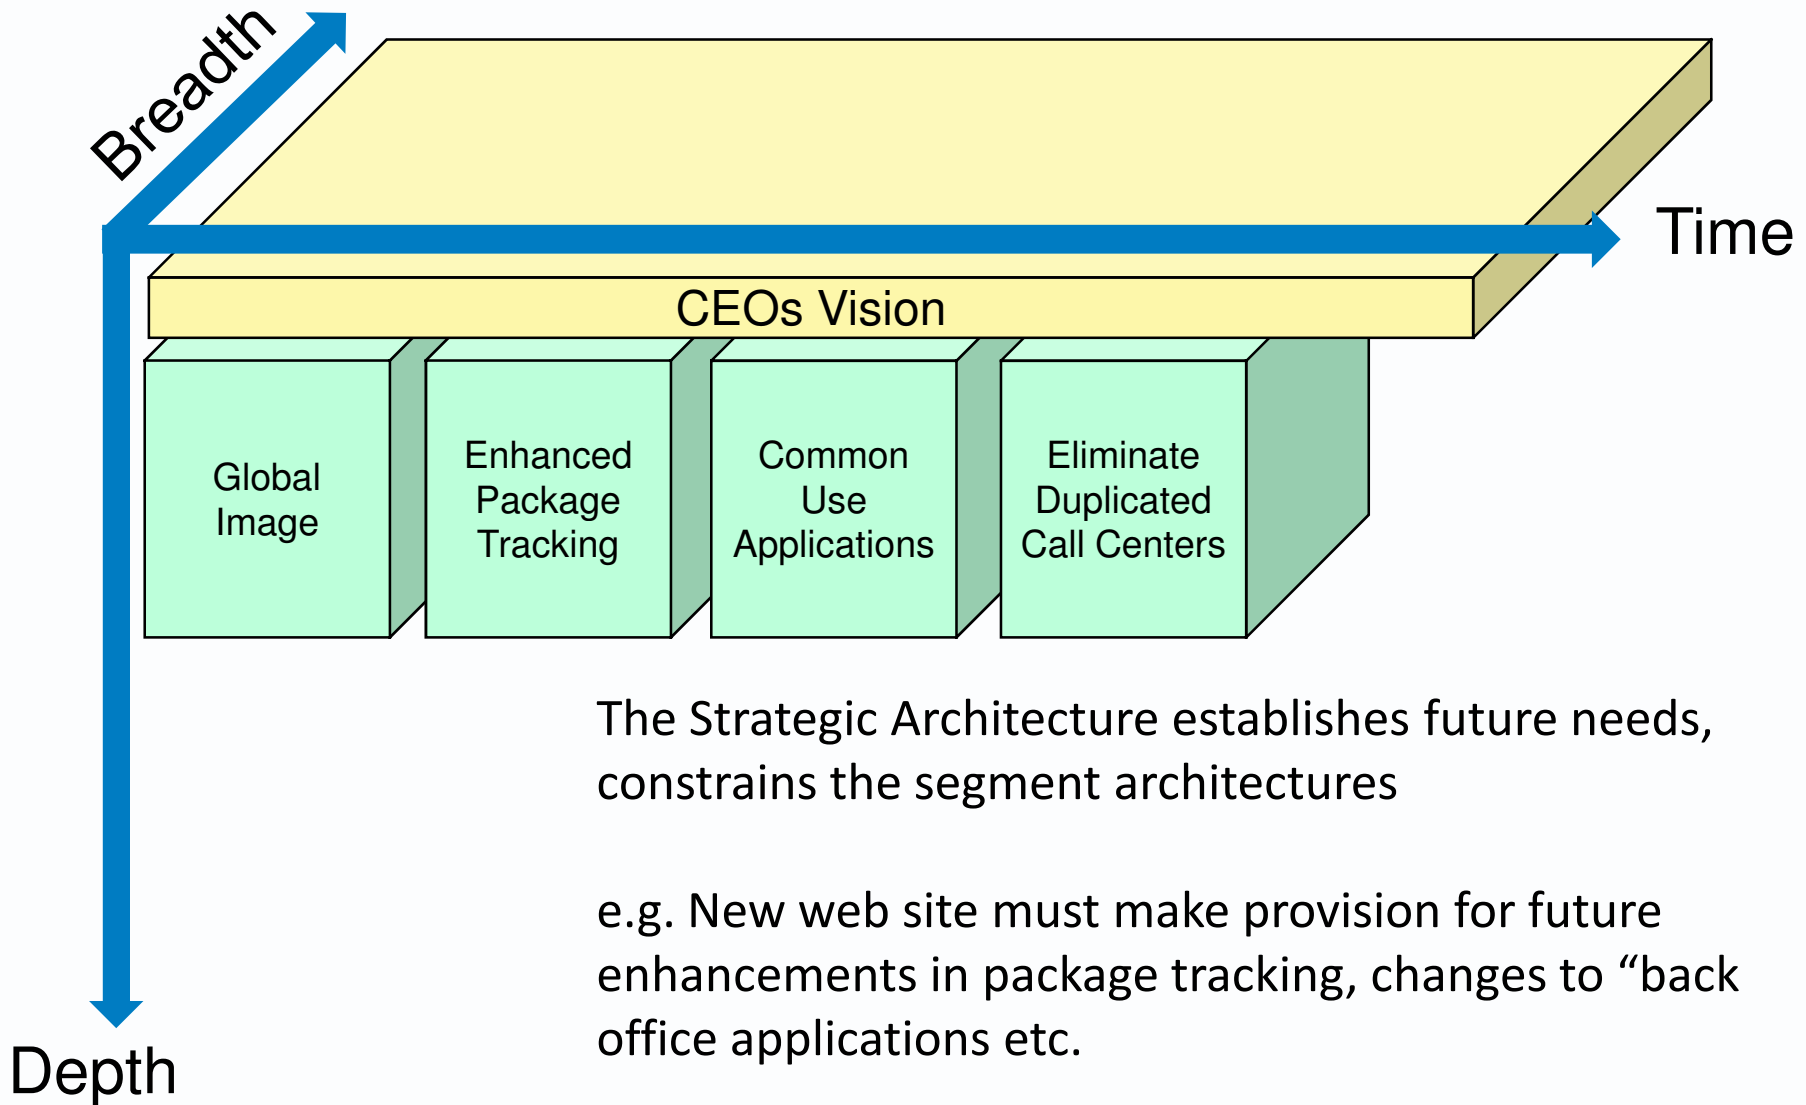 Breadth
Time
CEOs Vision
Global
Image
Enhanced
Package
Tracking
Common
Use
Applications
Eliminate
Duplicated
Call Centers
The Strategic Architecture establishes future needs,
constrains the segment architectures
e.g. New web site must make provision for future
enhancements in package tracking, changes to “back
office applications etc.
Depth